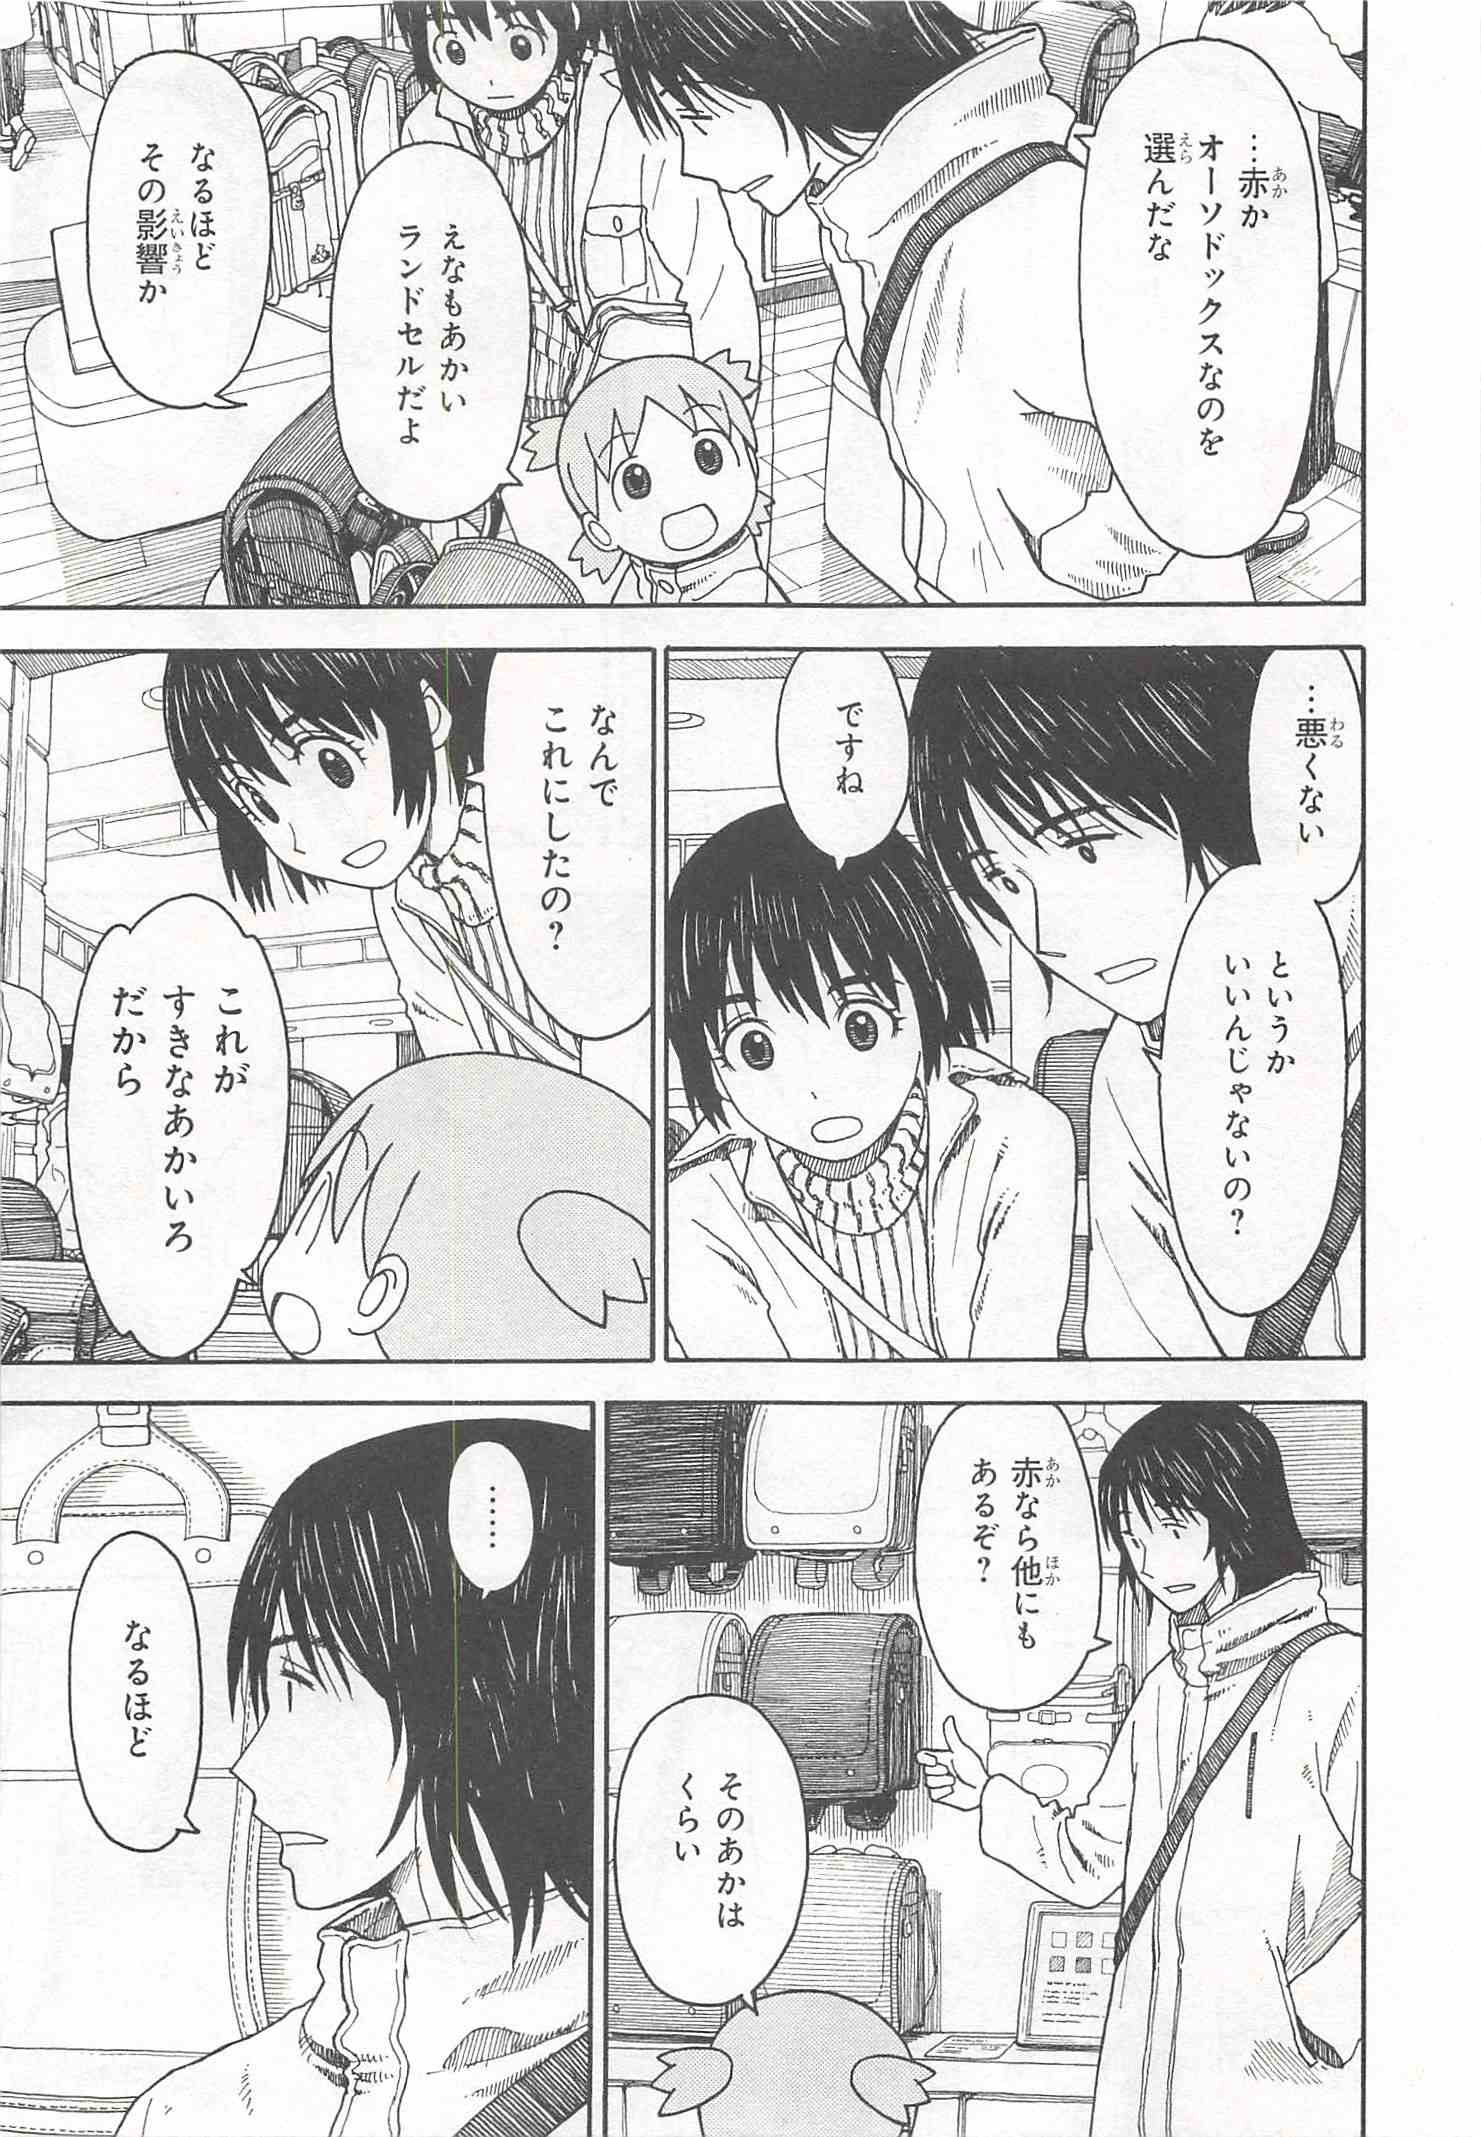 …赤か
オーソドックスなのを
選んだな
えなもあかい
ランドセルだよ
なるほど
その影響か
…悪くない
というか
いいんじゃないの？
ですね
なんで
これにしたの？
これが
すきなあかいろ
だから
赤なら他にも
あるぞ？
そのあかは
くらい
……
なるほど